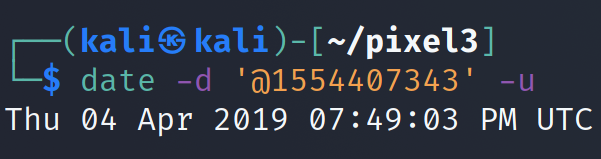 ┌──(kali㉿kali)-[~/pixel3]
└─$ date -d '@1554407343' -u
Thu 04 Apr 2019 07:49:03 PM UTC